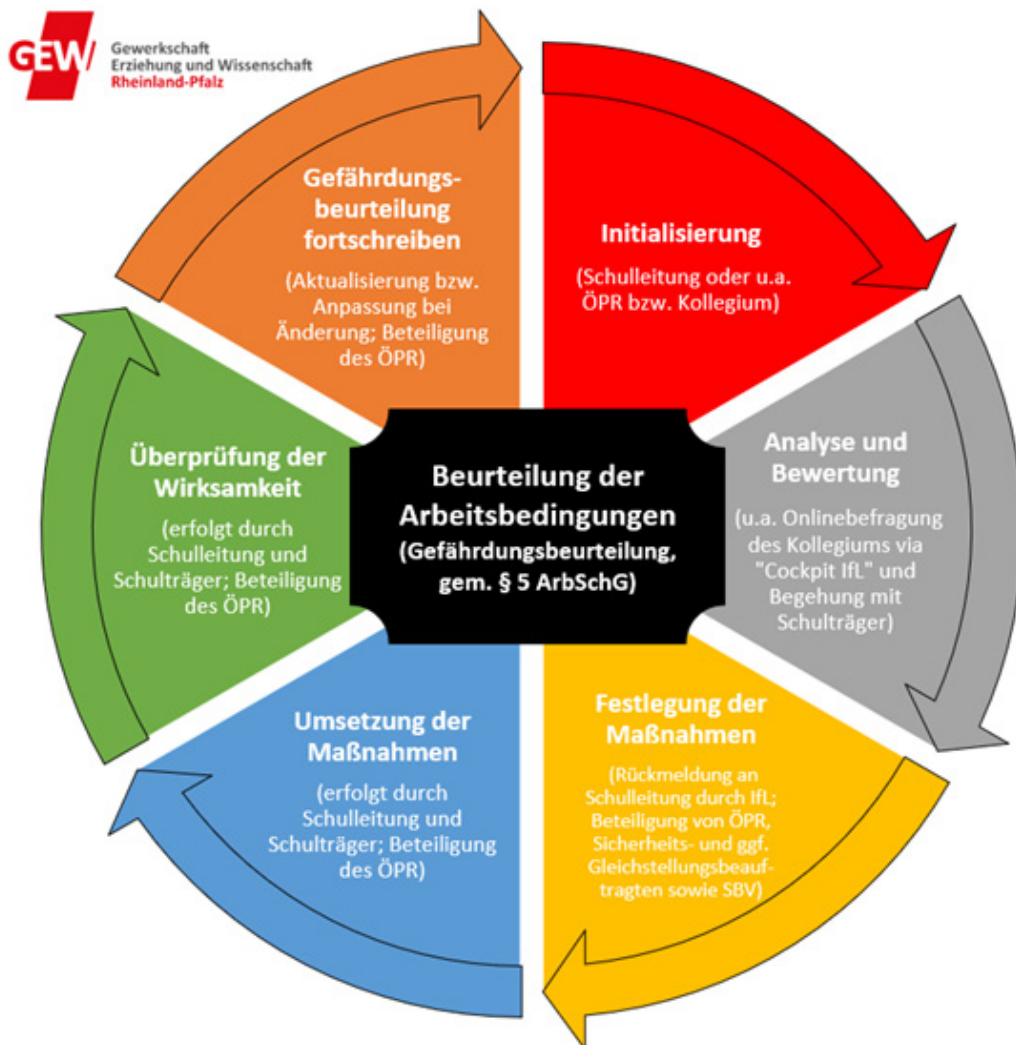 GEW
Gewerkschaft
Erziehung und Wissenschaft
Rheinland-Pfalz
Initialisierung
(Schulleitung oder u.a.
ÖPR bzw. Kollegium)
Analyse und
Bewertung
(u.a. Onlinebefragung
des Kollegiums via
"Cockpit IfL" und
Begehung mit
Schulträger)
Festlegung der
Maßnahmen
(Rückmeldung an
Schulleitung durch IfL;
Beteiligung von ÖPR,
Sicherheits- und ggf.
Gleichstellungsbeauf-
tragten sowie SBV)
Umsetzung der
Maßnahmen
(erfolgt durch
Schulleitung und
Schulträger; Beteiligung
des ÖPR)
Überprüfung der
Wirksamkeit
(erfolgt durch
Schulleitung und
Schulträger; Beteiligung
des ÖPR)
Gefährdungs-
beurteilung
fortschreiben
(Aktualisierung bzw.
Anpassung bei
Änderung; Beteiligung
des ÖPR)
Beurteilung der
Arbeitsbedingungen
(Gefährdungsbeurteilung,
gem. § 5 ArbSchG)